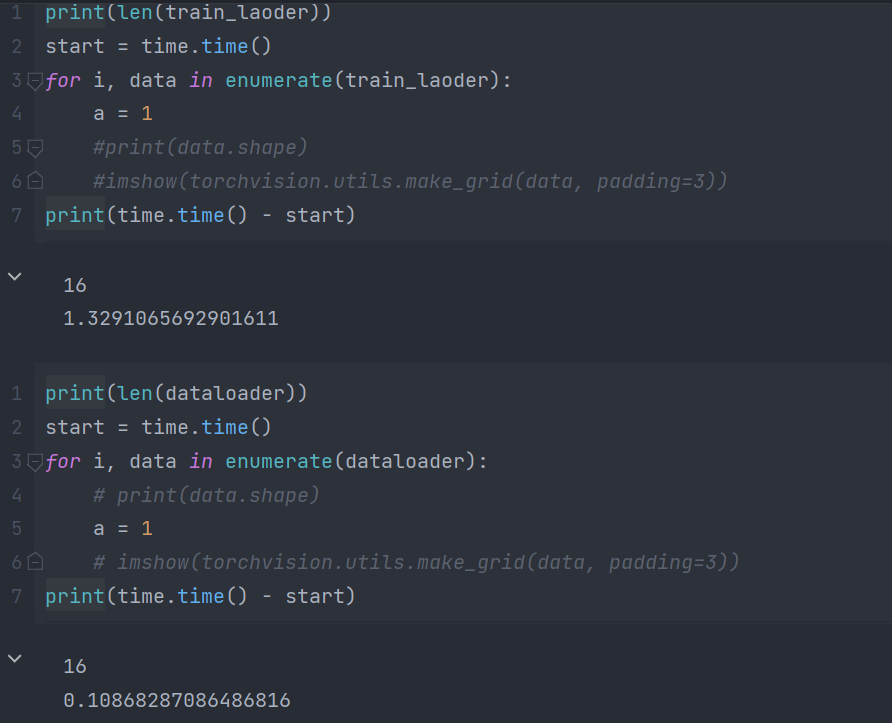 1 print(len(train_laoder))
2 start = time.time()
3 for i, data in enumerate(train_laoder):
4     a = 1
5     #print(data.shape)
6     #imshow(torchvision.utils.make_grid(data, padding=3))
7 print(time.time() - start)
16
1.3291065692901611
1 print(len(dataloader))
2 start = time.time()
3 for i, data in enumerate(dataloader):
4     # print(data.shape)
5     a = 1
6     # imshow(torchvision.utils.make_grid(data, padding=3))
7 print(time.time() - start)
16
0.10868287086486816